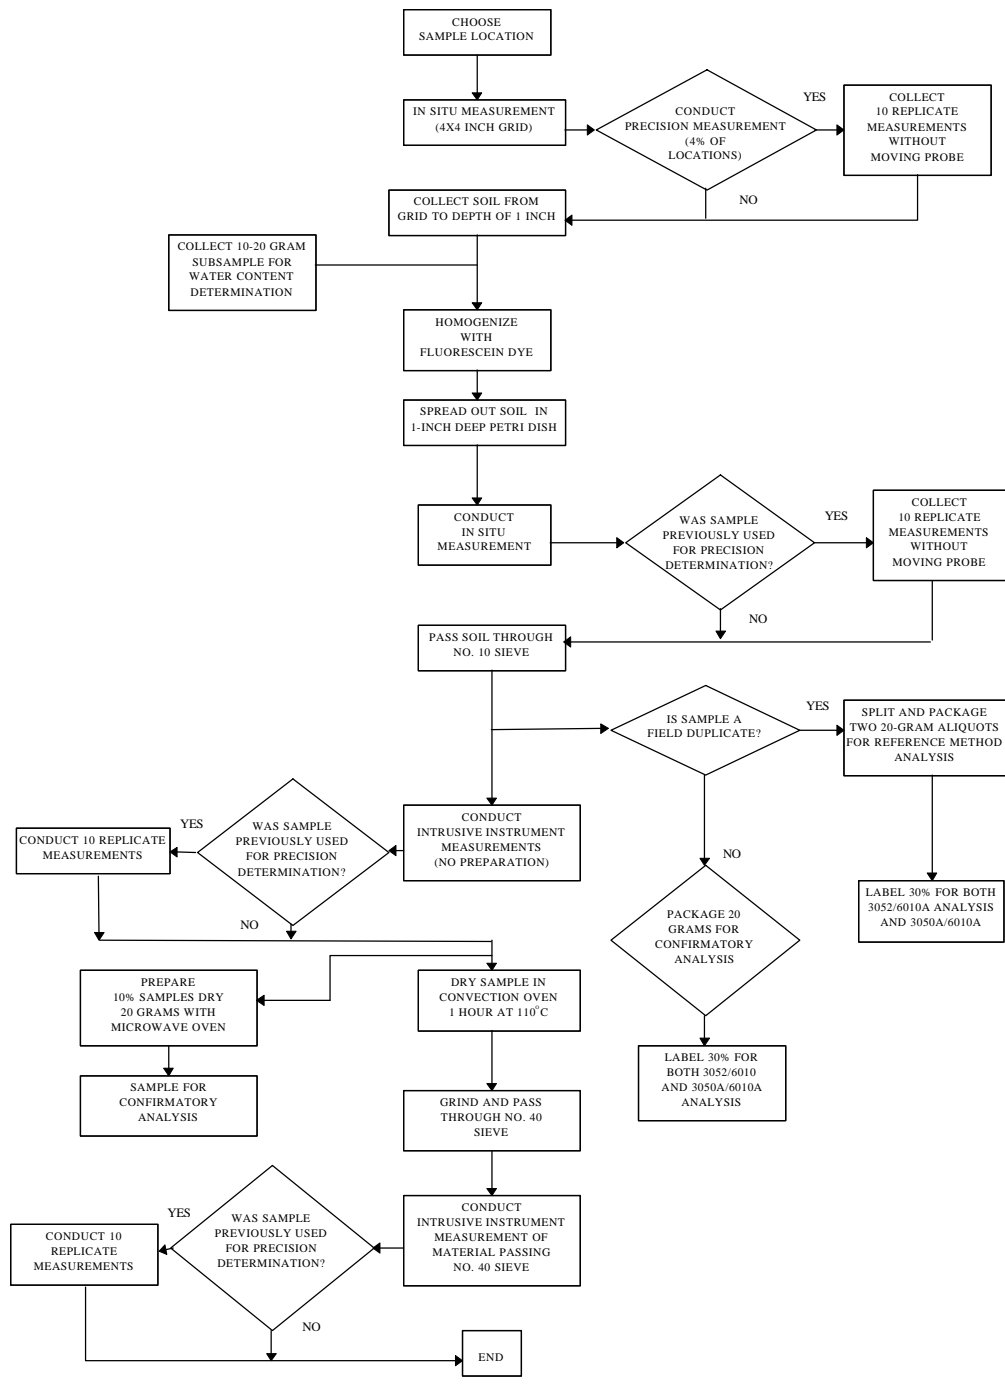 CHOOSE
SAMPLE LOCATION
IN SITU MEASUREMENT
(4X4 INCH GRID)
CONDUCT
PRECISION MEASUREMENT
(4% OF
LOCATIONS)
YES
COLLECT
10 REPLICATE
MEASUREMENTS
WITHOUT
MOVING PROBE
NO
COLLECT SOIL FROM
GRID TO DEPTH OF 1 INCH
COLLECT 10-20 GRAM
SUBSAMPLE FOR
WATER CONTENT
DETERMINATION
HOMOGENIZE
WITH
FLUORESCEIN DYE
SPREAD OUT SOIL IN
1-INCH DEEP PETRI DISH
CONDUCT
IN SITU
MEASUREMENT
WAS SAMPLE
PREVIOUSLY USED
FOR PRECISION
DETERMINATION?
YES
COLLECT
10 REPLICATE
MEASUREMENTS
WITHOUT
MOVING PROBE
NO
PASS SOIL THROUGH
NO. 10 SIEVE
IS SAMPLE A
FIELD DUPLICATE?
YES
SPLIT AND PACKAGE
TWO 20-GRAM ALIQUOTS
FOR REFERENCE METHOD
ANALYSIS
CONDUCT
INTRUSIVE INSTRUMENT
MEASUREMENTS
(NO PREPARATION)
WAS SAMPLE
PREVIOUSLY USED
FOR PRECISION
DETERMINATION?
YES
CONDUCT 10 REPLICATE
MEASUREMENTS
NO
NO
PACKAGE 20
GRAMS FOR
CONFIRMATORY
ANALYSIS
LABEL 30% FOR BOTH
3052/6010A ANALYSIS
AND 3050A/6010A
PREPARE
10% SAMPLES DRY
20 GRAMS WITH
MICROWAVE OVEN
DRY SAMPLE IN
CONVECTION OVEN
1 HOUR AT 110°C
LABEL 30% FOR
BOTH 3052/6010
AND 3050A/6010A
ANALYSIS
SAMPLE FOR
CONFIRMATORY
ANALYSIS
GRIND AND PASS
THROUGH NO. 40
SIEVE
CONDUCT
INTRUSIVE INSTRUMENT
MEASUREMENT OF
MATERIAL PASSING
NO. 40 SIEVE
WAS SAMPLE
PREVIOUSLY USED
FOR PRECISION
DETERMINATION?
YES
CONDUCT 10
REPLICATE
MEASUREMENTS
NO
END